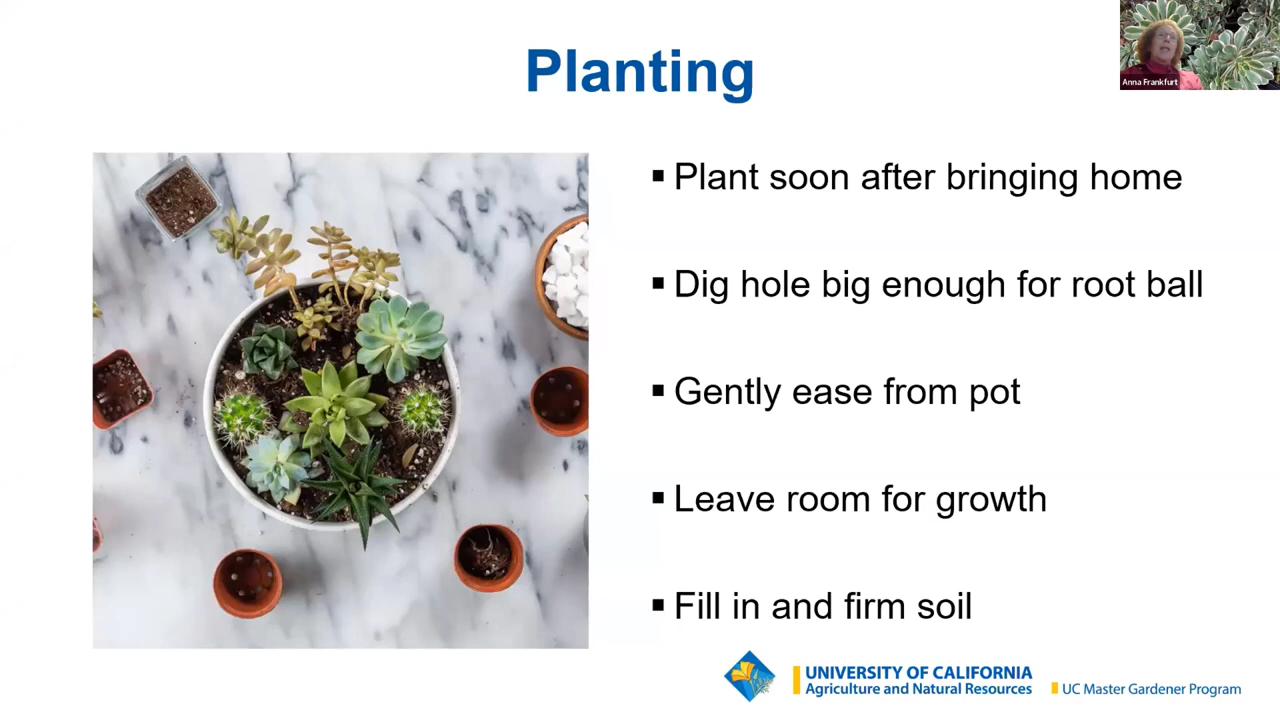 Planting
Anna Frankfurt
▪ Plant soon after bringing home
▪ Dig hole big enough for root ball
▪ Gently ease from pot
▪ Leave room for growth
▪ Fill in and firm soil
UNIVERSITY OF CALIFORNIA
Agriculture and Natural Resources
UC Master Gardener Program